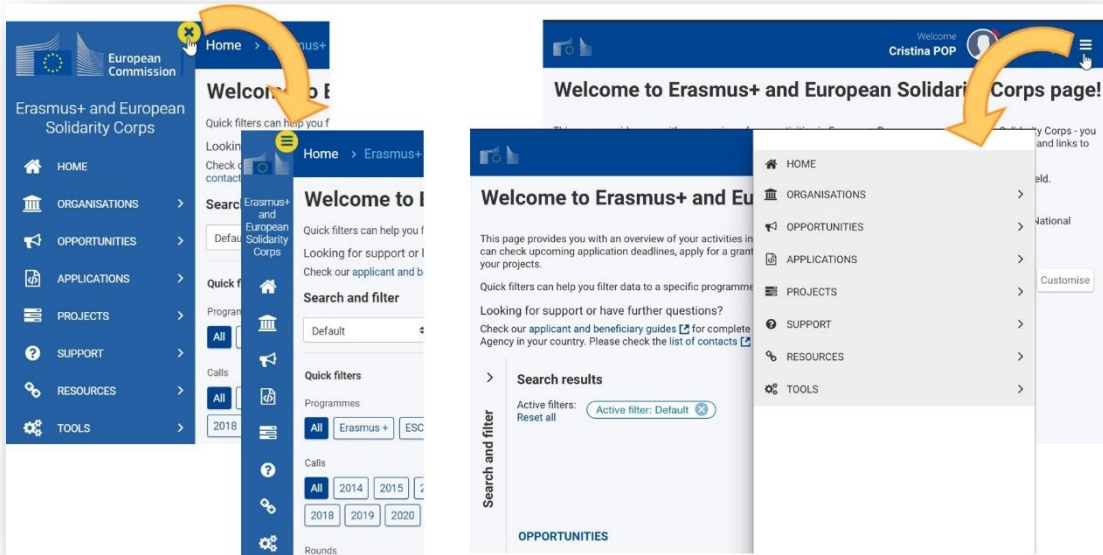 European
Commission
Erasmus+ and European
Solidarity Corps
HOME
ORGANISATIONS
OPPORTUNITIES
APPLICATIONS
PROJECTS
SUPPORT
RESOURCES
TOOLS
Home >
Quick filters can help you f
Check
contact
Quick f
Calls
All
All
2018
Erasmus+
and
European
Solidarity
Corps
Home > Erasmus+
Welcome to
Quick filters can help you f
Looking for support or
Check our applicant and b
Search and filter
Default
Quick filters
Programmes
All Erasmus + ESC
Calls
All 2014 2015
2018 2019 2020
Rounds
Welcome
Cristina POP
Welcome to Erasmus+ and European Solidari Corps page!
Corps - you
and links to
National
Customise
Welcome to Erasmus+ and Eu
This page provides you with an overview of your activities in
can check upcoming application deadlines, apply for a grant
your projects.
Quick filters can help you filter data to a specific programme
Looking for support or have further questions?
Check our applicant and beneficiary guides for complete
Agency in your country. Please check the list of contacts
Search and filter
Search results
Active filters: Active filter: Default
Reset all
OPPORTUNITIES
HOME
ORGANISATIONS
OPPORTUNITIES
APPLICATIONS
PROJECTS
SUPPORT
RESOURCES
TOOLS